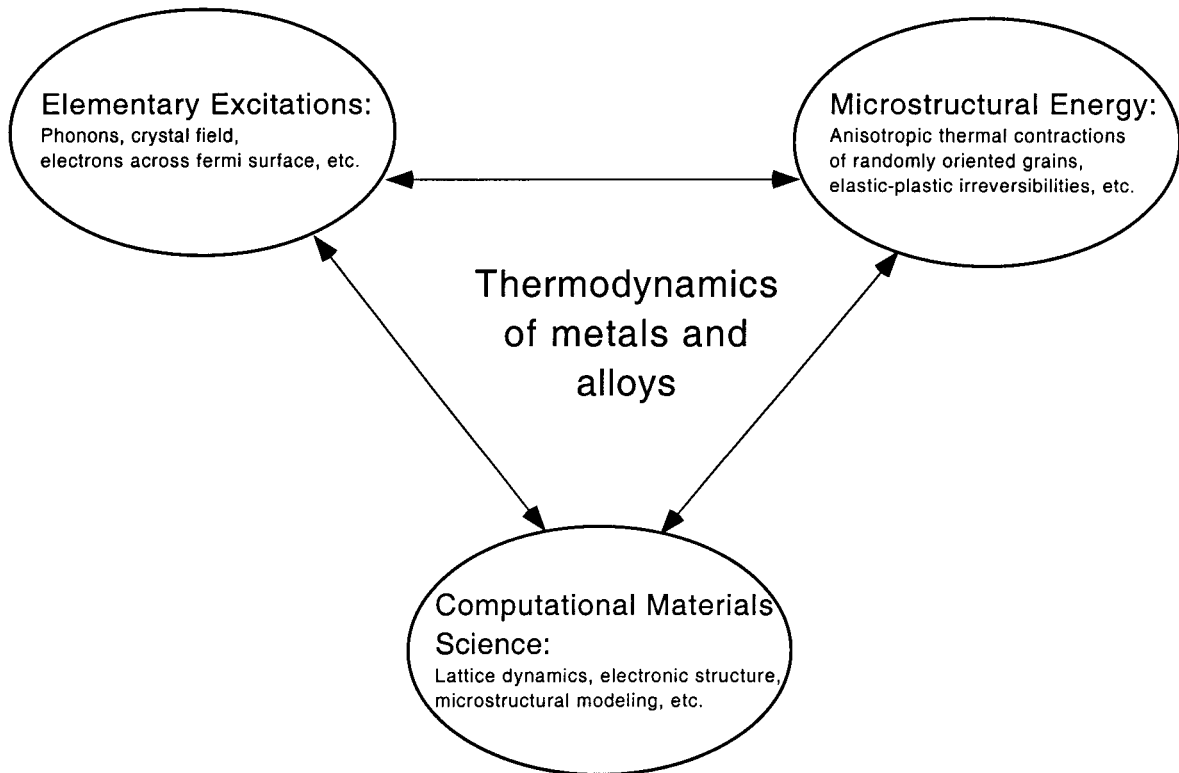 Elementary Excitations:
Phonons, crystal field,
electrons across fermi surface, etc.
Microstructural Energy:
Anisotropic thermal contractions
of randomly oriented grains,
elastic-plastic irreversibilities, etc.
Thermodynamics
of metals and
alloys
Computational Materials
Science:
Lattice dynamics, electronic structure,
microstructural modeling, etc.